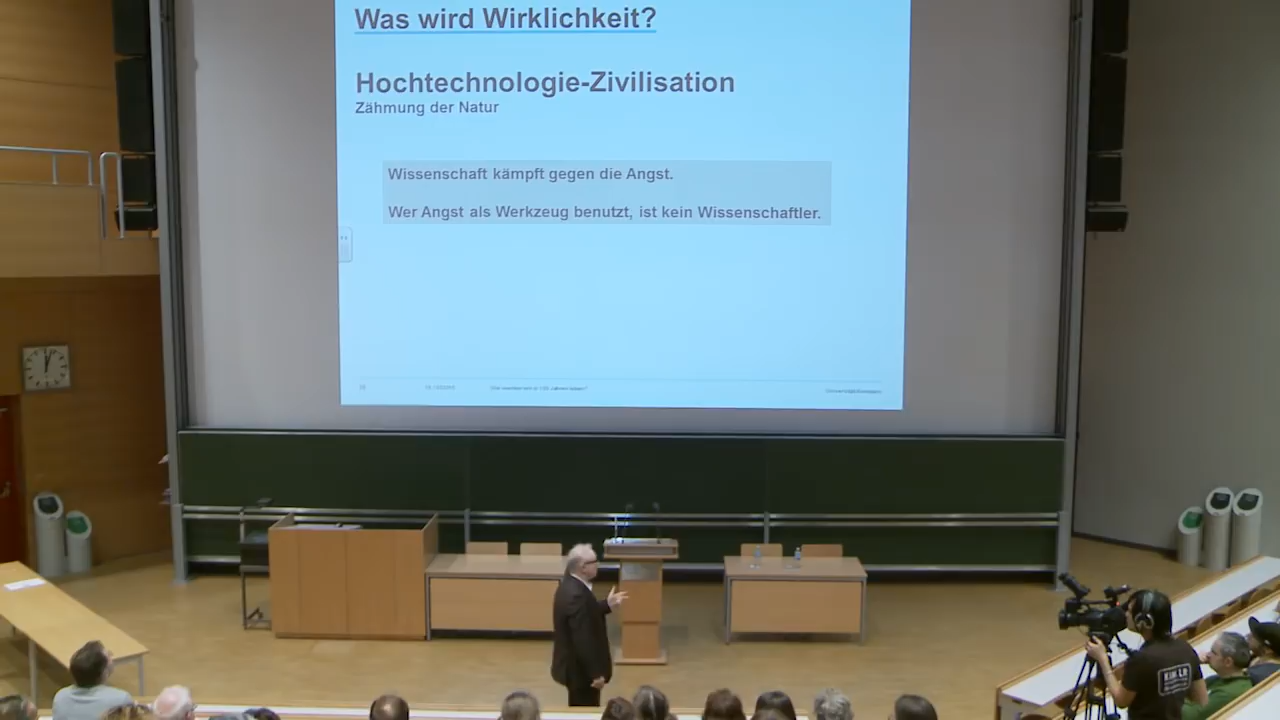 Was wird Wirklichkeit?
Hochtechnologie-Zivilisation
Zähmung der Natur
Wissenschaft kämpft gegen die Angst.
Wer Angst als Werkzeug benutzt, ist kein Wissenschaftler.